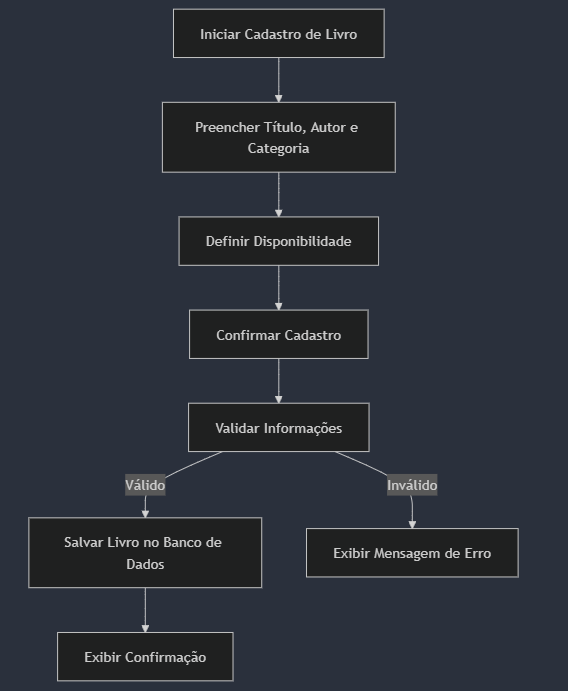 Iniciar Cadastro de Livro
Preencher Título, Autor e
Categoria
Definir Disponibilidade
Confirmar Cadastro
Validar Informações
Válido
Inválido
Salvar Livro no Banco de
Dados
Exibir Mensagem de Erro
Exibir Confirmação